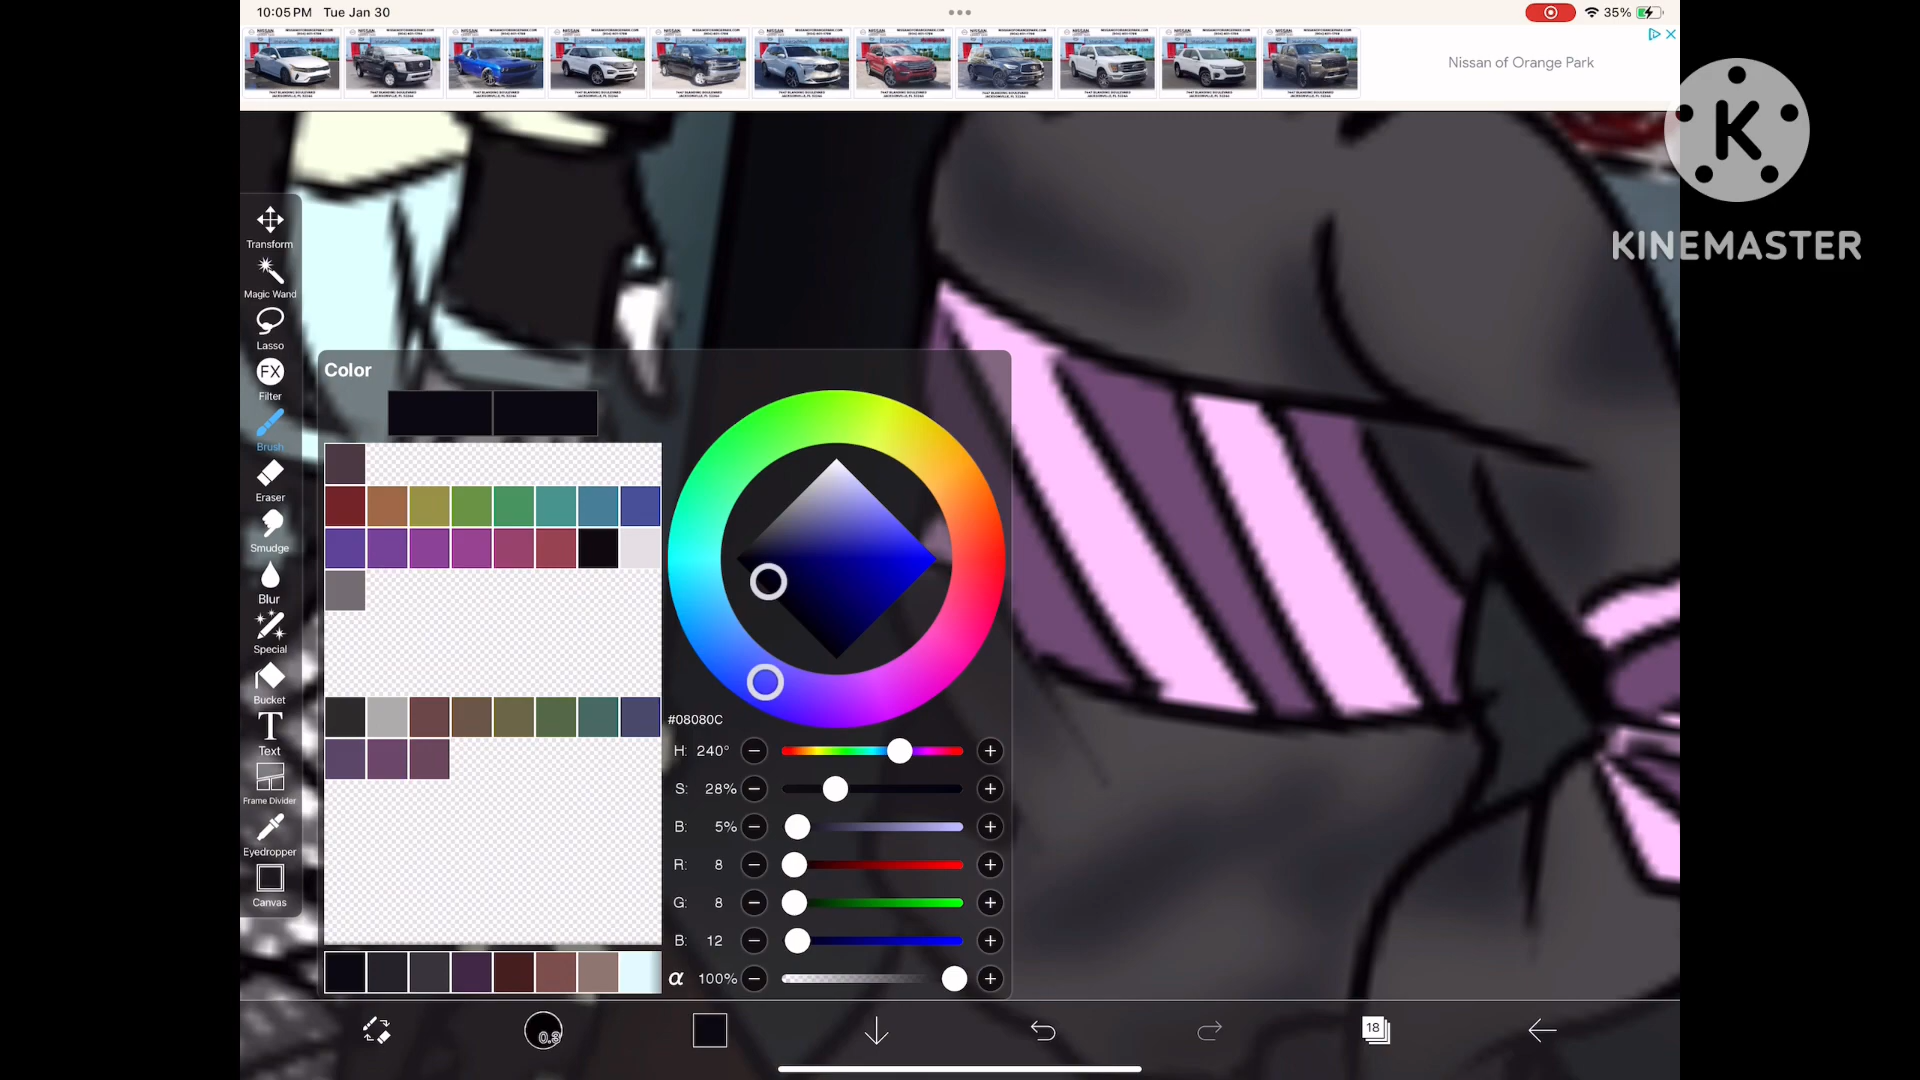 10:05 PM Tue Jan 30
35%
Nissan of Orange Park
K
KINEMASTER
Transform
Magic Wand
Lasso
FX
Filter
Brush
Eraser
Smudge
Blur
Special
Bucket
T
Text
Frame Divider
Eyedropper
Canvas
Color
#08080C
H: 240°
S: 28%
B: 5%
R: 8
G: 8
B: 12
α 100%
0.3
18